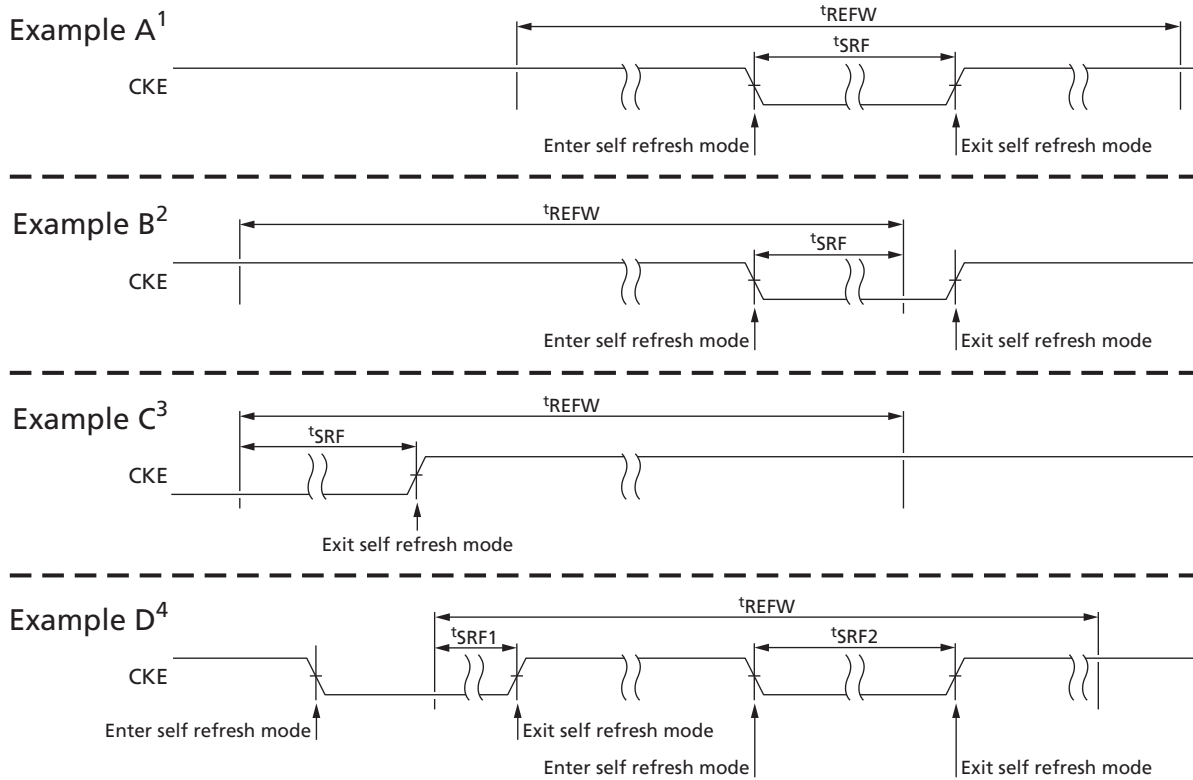 Example A¹
ᵗREFW
ᵗSRF
CKE
Enter self refresh mode
Exit self refresh mode
Example B²
ᵗREFW
ᵗSRF
CKE
Enter self refresh mode
Exit self refresh mode
Example C³
ᵗREFW
ᵗSRF
CKE
Exit self refresh mode
Example D⁴
ᵗREFW
ᵗSRF1
ᵗSRF2
CKE
Enter self refresh mode
Exit self refresh mode
Enter self refresh mode
Exit self refresh mode